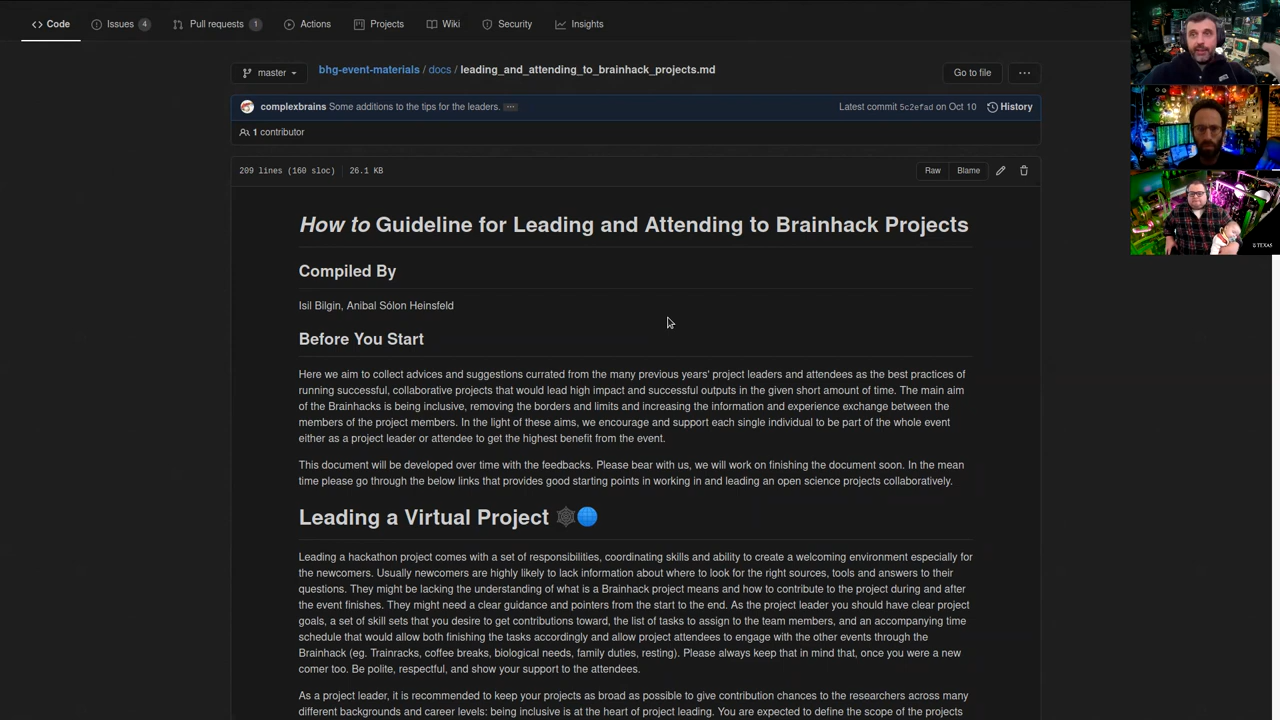 Code
Issues 4
Pull requests 1
Actions
Projects
Wiki
Security
Insights
master
bhg-event-materials / docs / leading_and_attending_to_brainhack_projects.md
Go to file
complexbrains Some additions to the tips for the leaders.
Latest commit 5c2efad on Oct 10
History
1 contributor
209 lines (160 sloc)
26.1 KB
Raw
Blame
How to Guideline for Leading and Attending to Brainhack Projects
Compiled By
Isil Bilgin, Anibal Sólon Heinsfeld
Before You Start
Here we aim to collect advices and suggestions currated from the many previous years' project leaders and attendees as the best practices of
running successful, collaborative projects that would lead high impact and successful outputs in the given short amount of time. The main aim
of the Brainhacks is being inclusive, removing the borders and limits and increasing the information and experience exchange between the
members of the project members. In the light of these aims, we encourage and support each single individual to be part of the whole event
either as a project leader or attendee to get the highest benefit from the event.
This document will be developed over time with the feedbacks. Please bear with us, we will work on finishing the document soon. In the mean
time please go through the below links that provides good starting points in working in and leading an open science projects collaboratively.
Leading a Virtual Project
Leading a hackathon project comes with a set of responsibilities, coordinating skills and ability to create a welcoming environment especially for
the newcomers. Usually newcomers are highly likely to lack information about where to look for the right sources, tools and answers to their
questions. They might be lacking the understanding of what is a Brainhack project means and how to contribute to the project during and after
the event finishes. They might need a clear guidance and pointers from the start to the end. As the project leader you should have clear project
goals, a set of skill sets that you desire to get contributions toward, the list of tasks to assign to the team members, and an accompanying time
schedule that would allow both finishing the tasks accordingly and allow project attendees to engage with the other events through the
Brainhack (eg. Trainracks, coffee breaks, biological needs, family duties, resting). Please always keep that in mind that, once you were a new
comer too. Be polite, respectful, and show your support to the attendees.
As a project leader, it is recommended to keep your projects as broad as possible to give contribution chances to the researchers across many
different backgrounds and career levels: being inclusive is at the heart of project leading. You are expected to define the scope of the projects
TEXAS